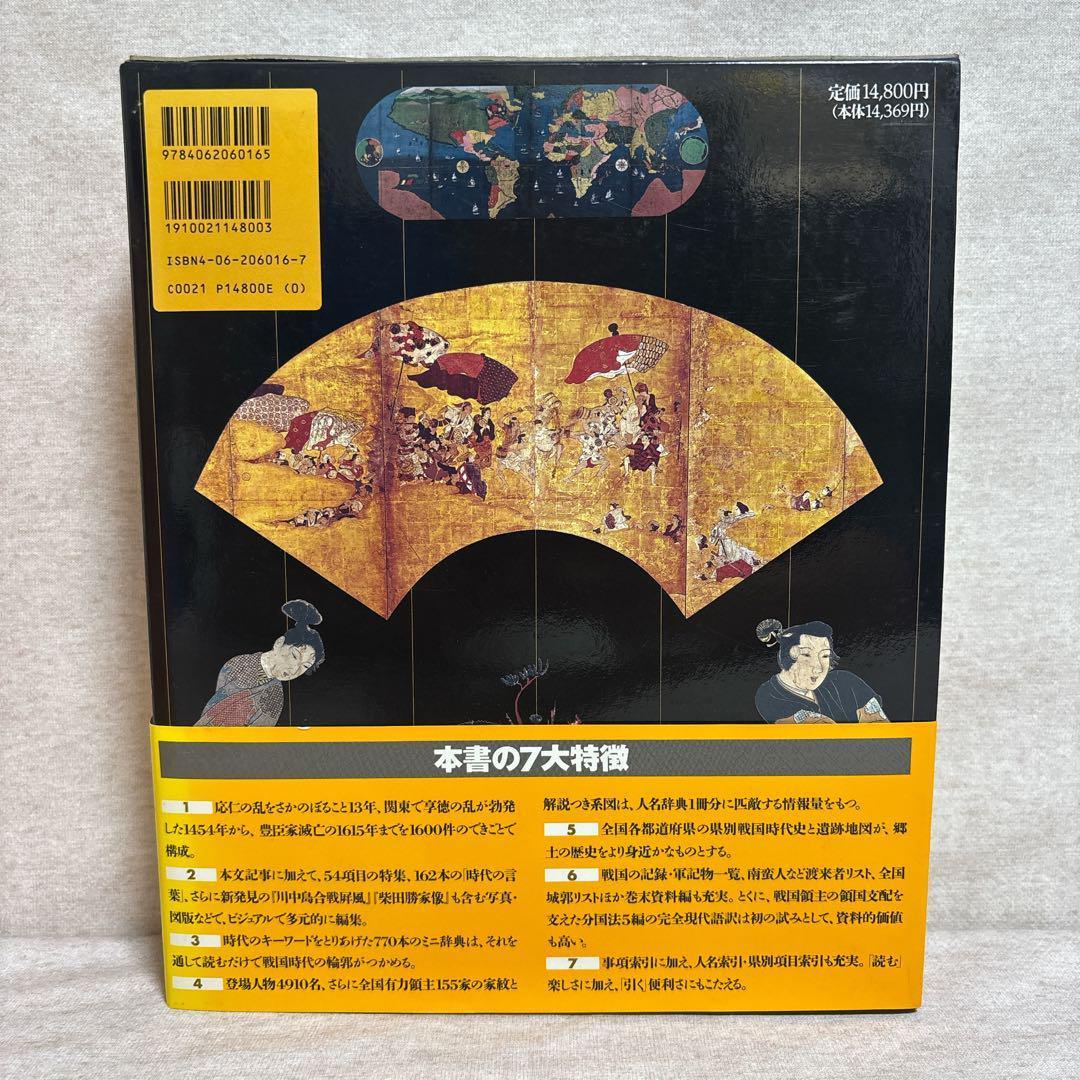 9784062060165
1910021148003
ISBN4-06-206016-7
C0021 P14800E (0)
定価14,800円
(本体14,369円)
本書の7大特徴
1 応仁の乱をさかのぼること13年、関東で享徳の乱が勃発
した1454年から、豊臣家滅亡の1615年までを1600件のできごとで
構成。
2 本文記事に加えて、54項目の特集、162本の「時代の言
葉」、さらに新発見の『川中島合戦屏風』『柴田勝家像』も含む写真・
図版などで、ビジュアルで多元的に編集。
3 時代のキーワードをとりあげた770本のミニ辞典は、それを
通して読むだけで戦国時代の輪郭がつかめる。
4 登場人物4910名、さらに全国有力領主155家の家紋と
解説つき系図は、人名辞典1冊分に匹敵する情報量をもつ。
5 全国各都道府県の県別戦国時代史と遺跡地図が、郷
土の歴史をより身近かなものとする。
6 戦国の記録・軍記物一覧、南蛮人など渡来者リスト、全国
城郭リストほか巻末資料編も充実。とくに、戦国領主の領国支配を
支えた分国法5編の完全現代語訳は初の試みとして、資料的価値
も高い。
7 事項索引に加え、人名索引・県別項目索引も充実。「読む」
楽しさに加え、「引く」便利さにもこたえる。